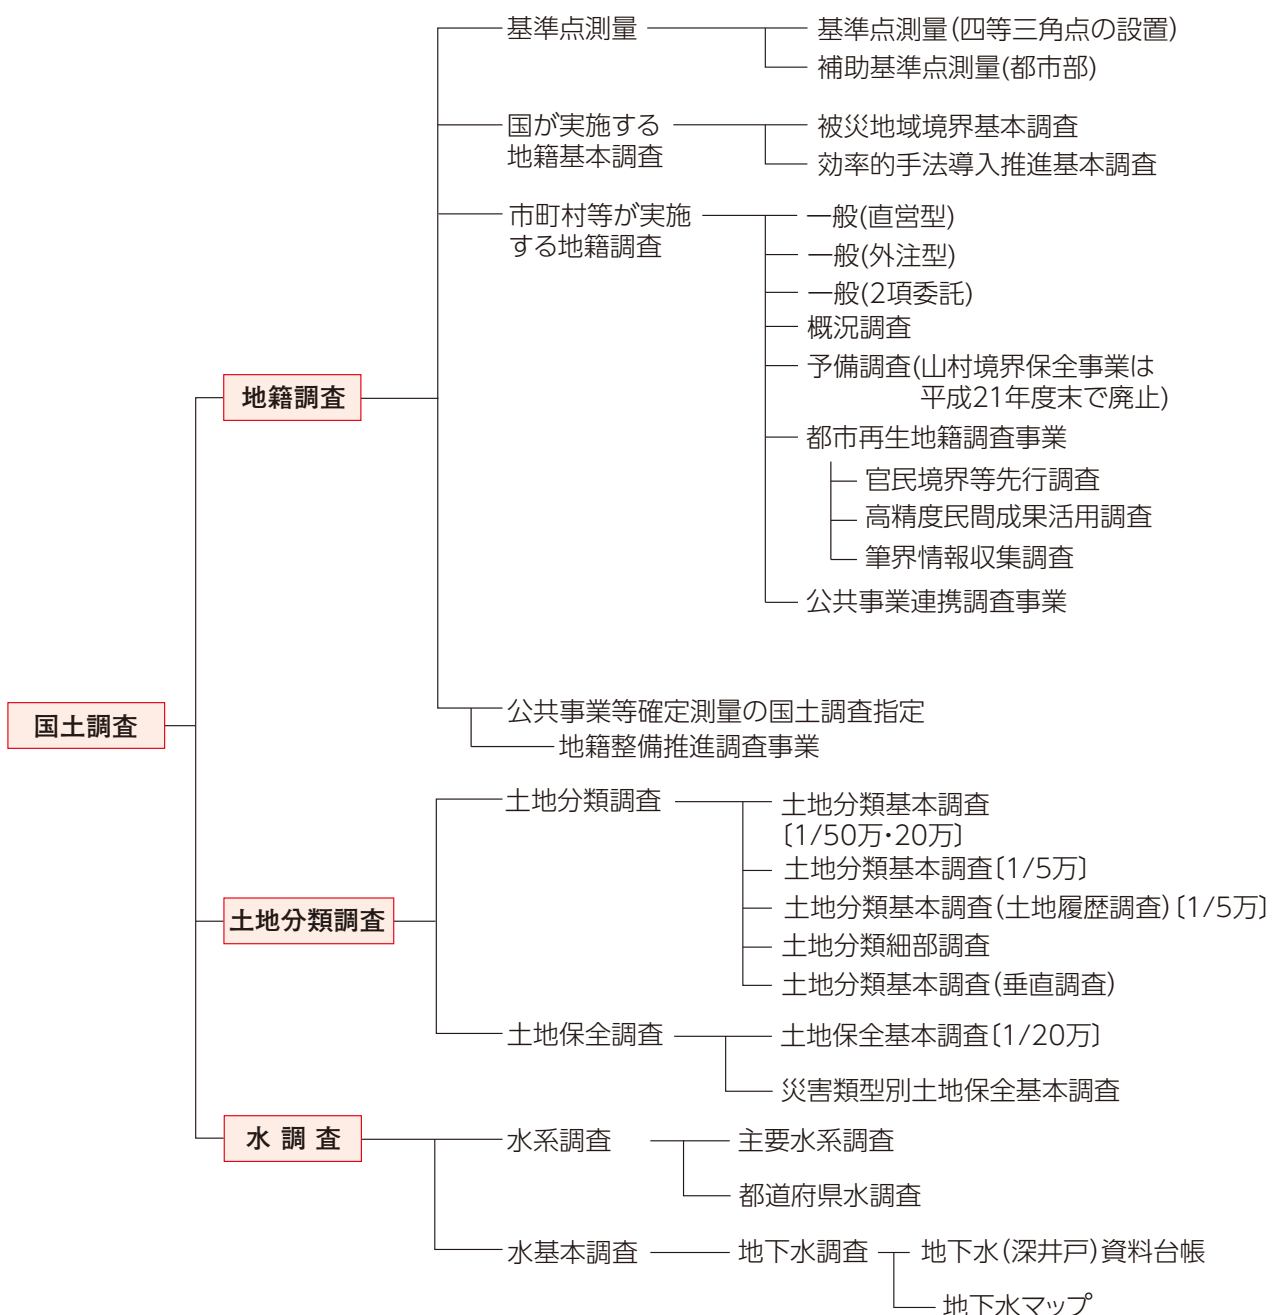 基準点測量
基準点測量(四等三角点の設置)
補助基準点測量(都市部)
国が実施する
地籍基本調査
被災地域境界基本調査
効率的手法導入推進基本調査
市町村等が実施
する地籍調査
一般(直営型)
一般(外注型)
一般(2項委託)
概況調査
予備調査(山村境界保全事業は
平成21年度末で廃止)
都市再生地籍調査事業
官民境界等先行調査
高精度民間成果活用調査
筆界情報収集調査
公共事業連携調査事業
地籍調査
公共事業等確定測量の国土調査指定
地籍整備推進調査事業
国土調査
土地分類調査
土地分類調査
土地分類基本調査
〔1/50万・20万〕
土地分類基本調査〔1/5万〕
土地分類基本調査(土地履歴調査)〔1/5万〕
土地分類細部調査
土地分類基本調査(垂直調査)
土地保全調査
土地保全基本調査〔1/20万〕
災害類型別土地保全基本調査
水調査
水系調査
主要水系調査
都道府県水調査
水基本調査
地下水調査
地下水(深井戸)資料台帳
地下水マップ